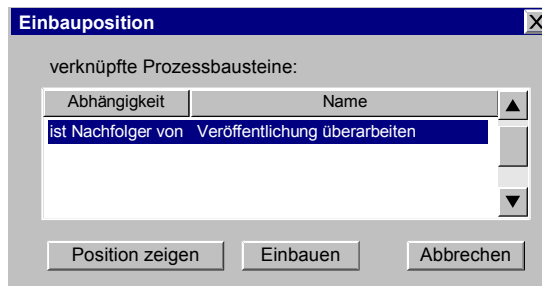 Einbauposition
verknüpfte Prozessbausteine:
Abhängigkeit Name
ist Nachfolger von Veröffentlichung überarbeiten
Position zeigen Einbauen Abbrechen